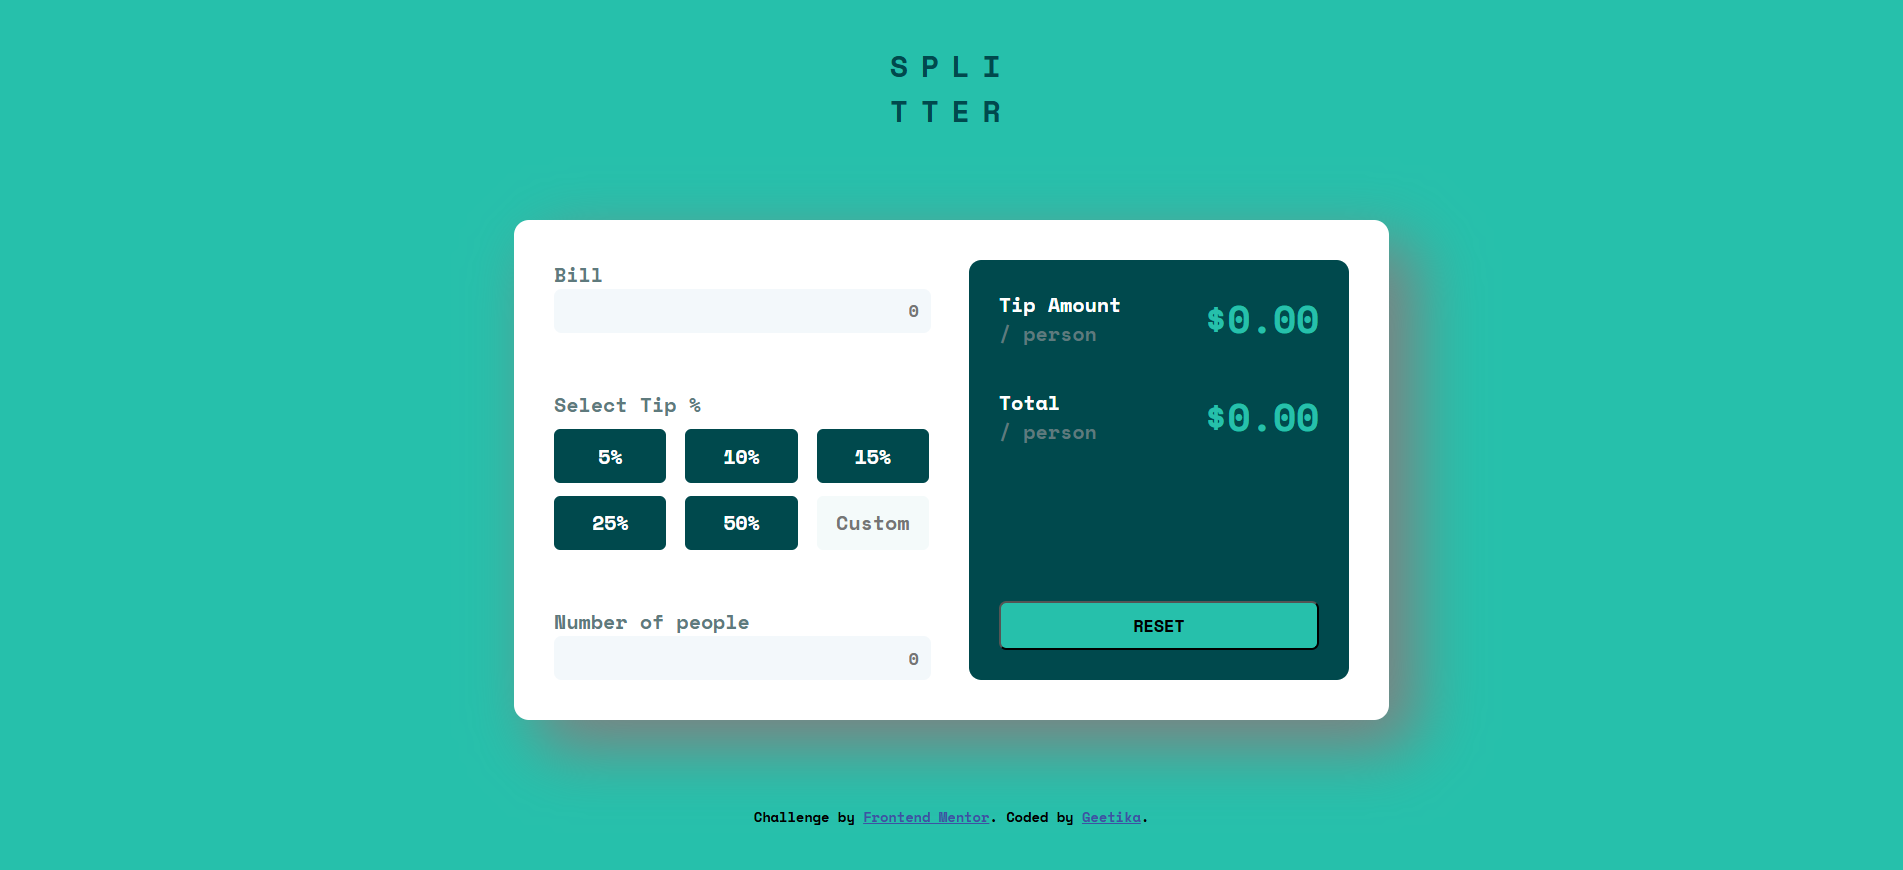 SPLI
TTER
Bill
0
Select Tip %
5%
10%
15%
25%
50%
Custom
Number of people
0
Tip Amount
/ person
$0.00
Total
/ person
$0.00
RESET
Challenge by Frontend Mentor. Coded by Geetika.